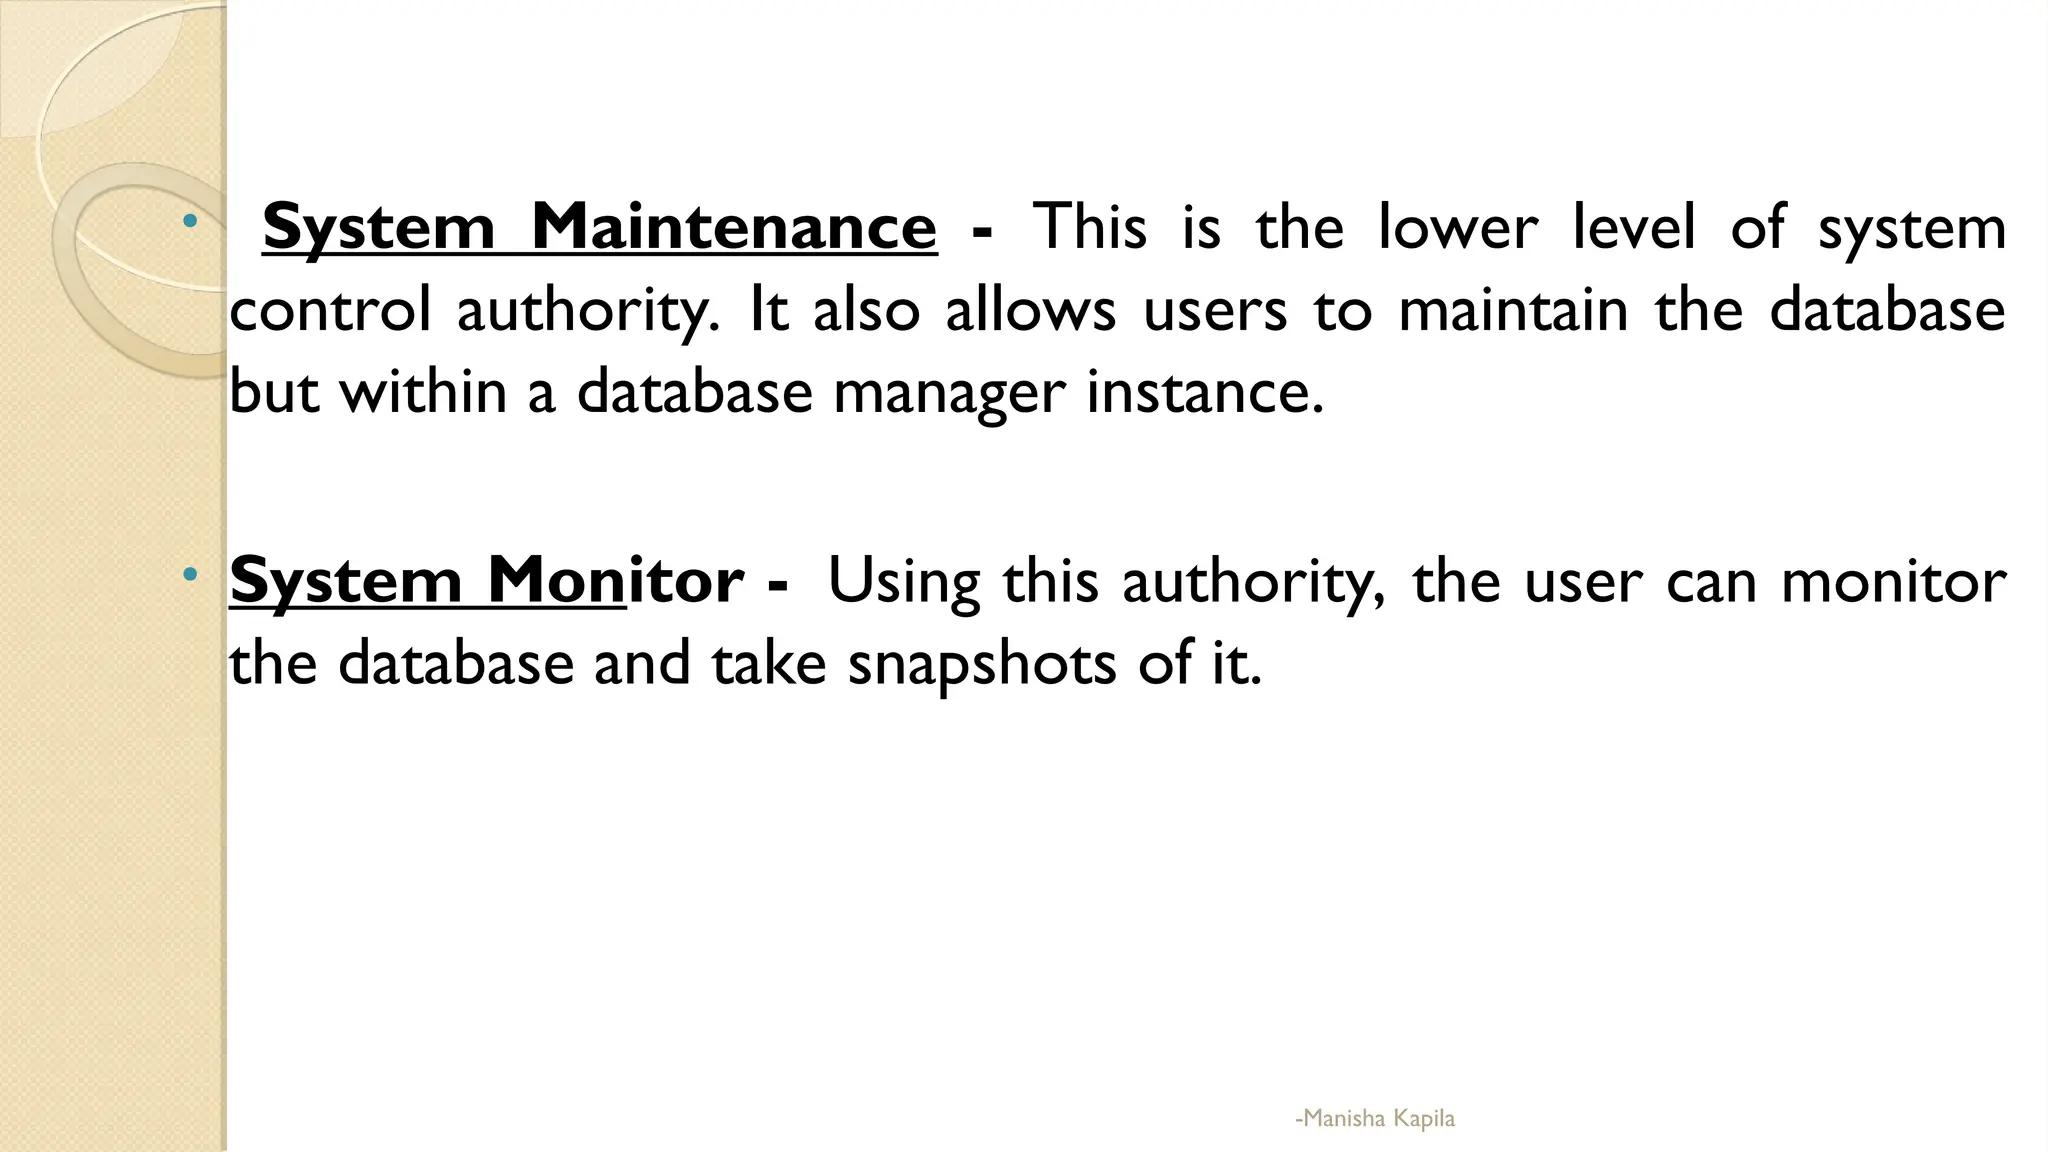 • System Maintenance - This is the lower level of system
control authority. It also allows users to maintain the database
but within a database manager instance.
• System Monitor - Using this authority, the user can monitor
the database and take snapshots of it.
-Manisha Kapila